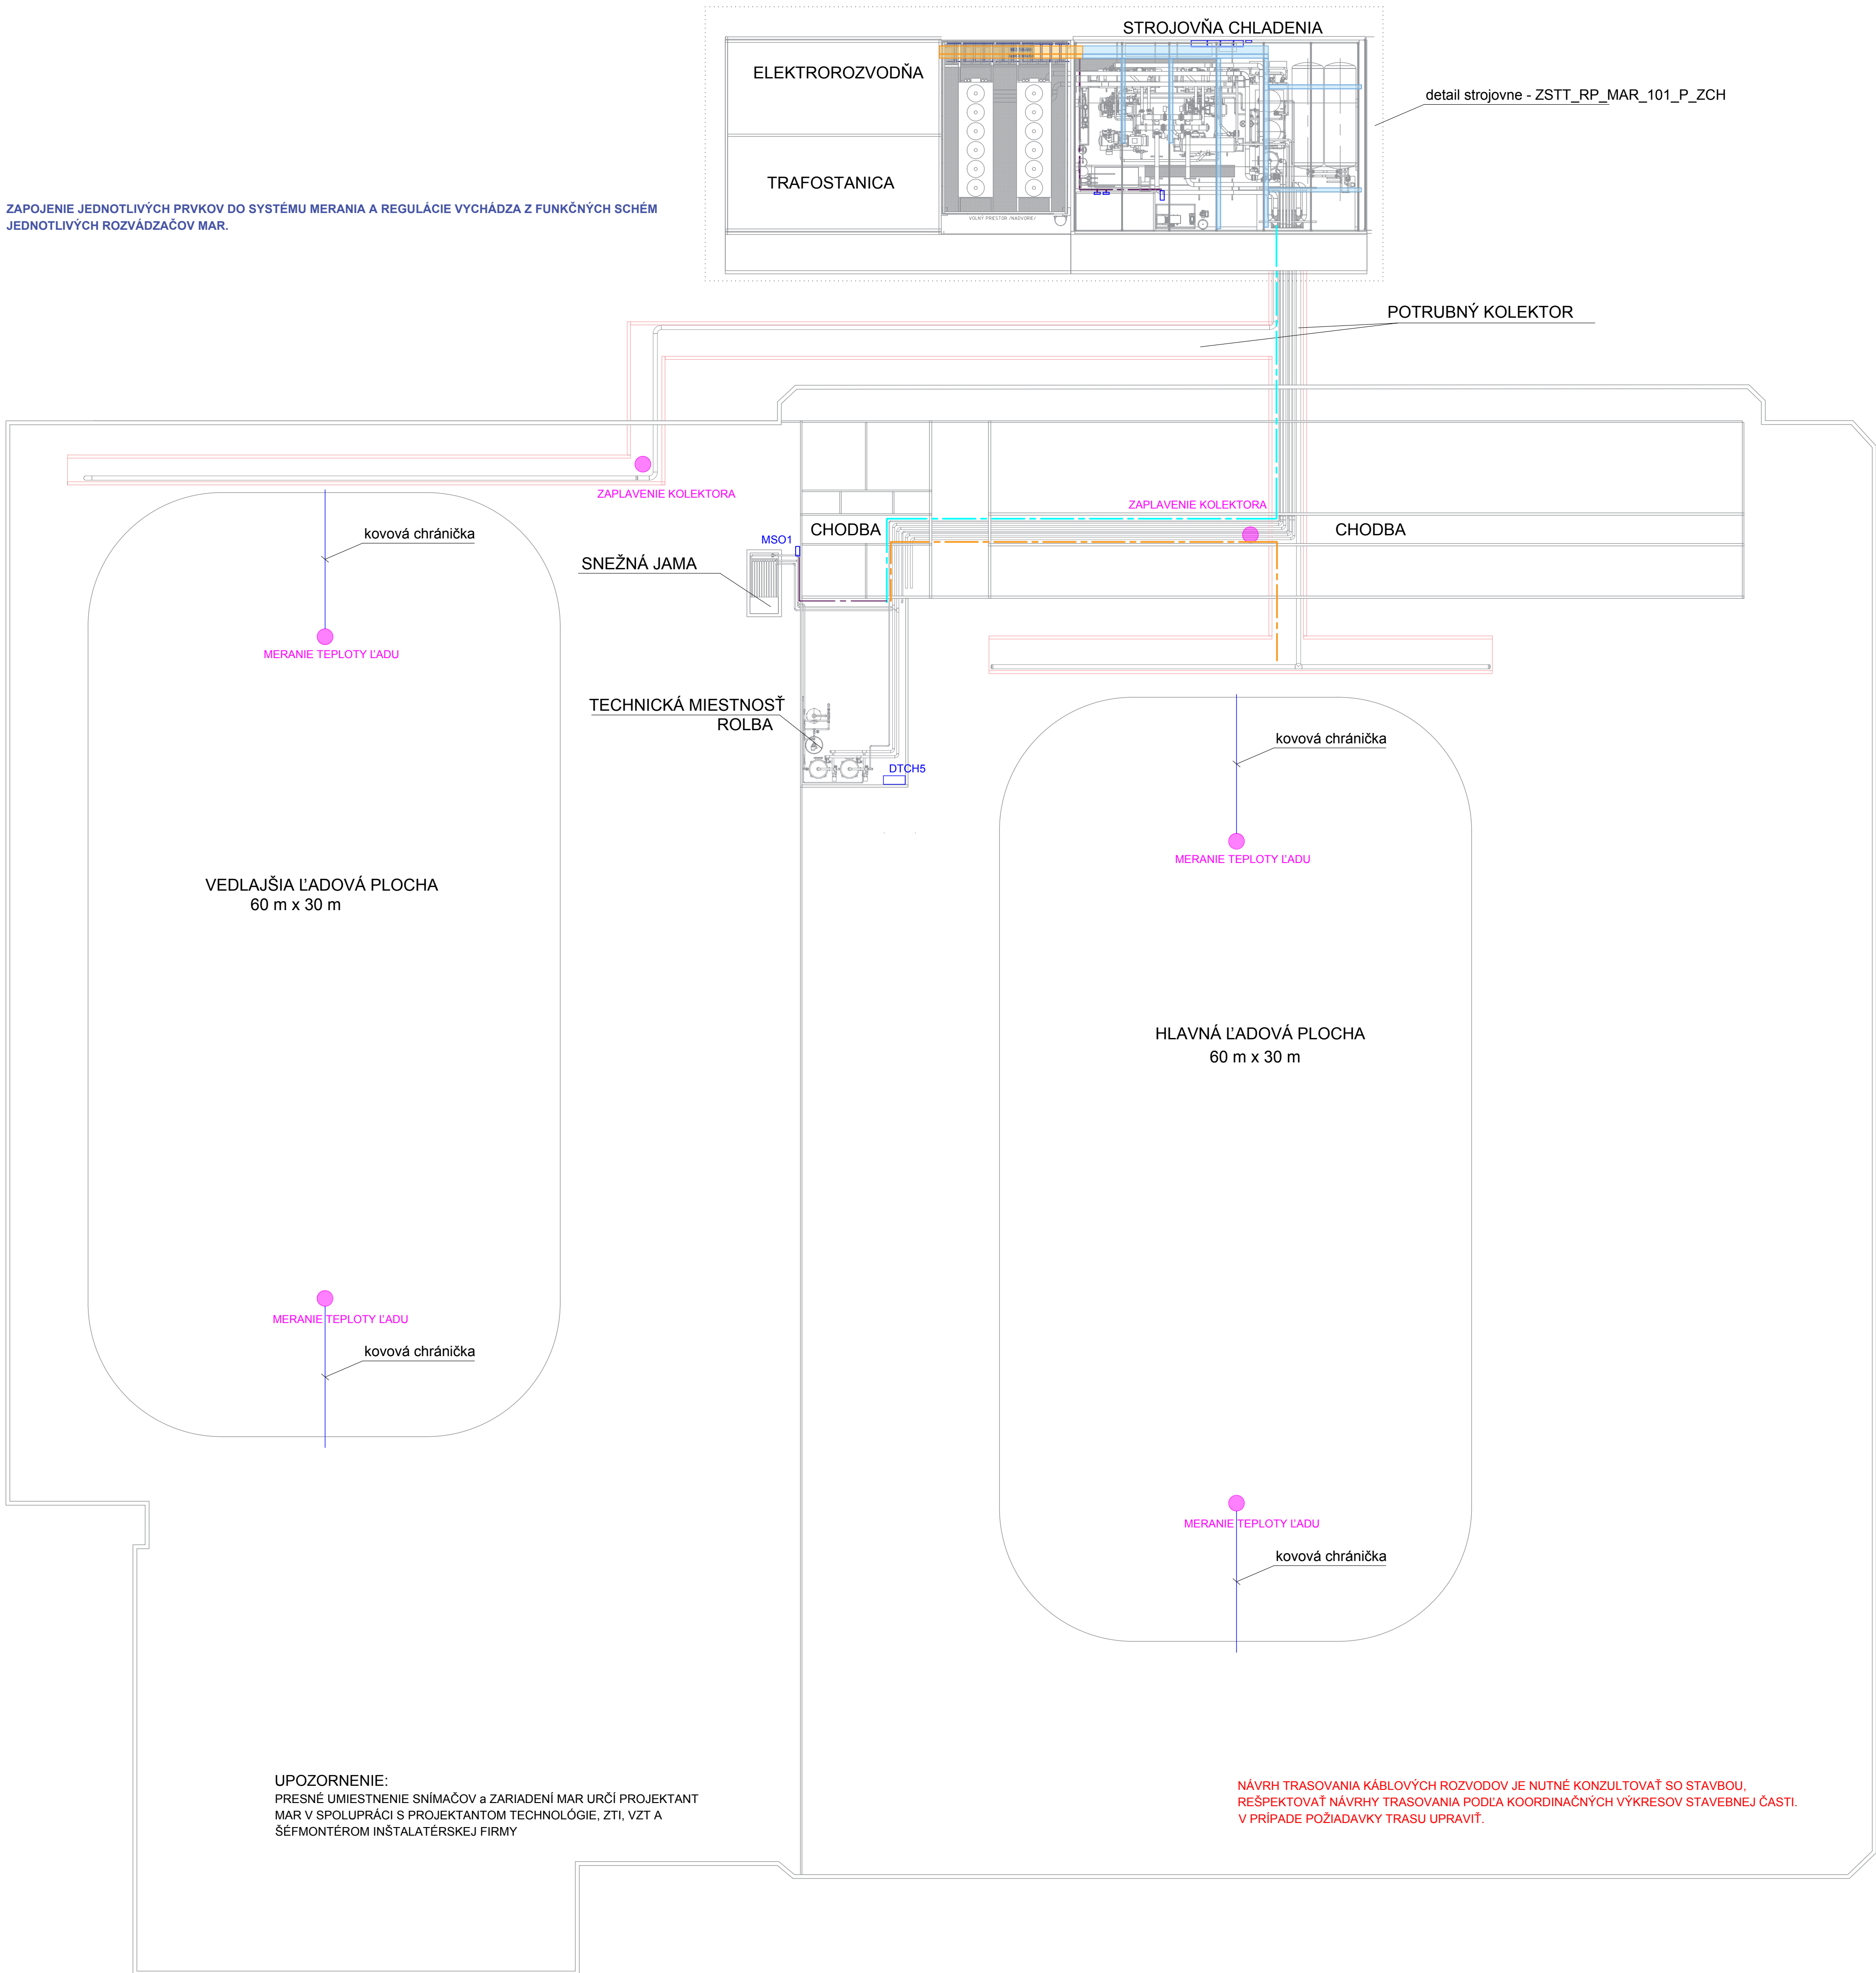 STROJOVŇA CHLADENIA
ELEKTROROZVODŇA
detail strojovne - ZSTT_RP_MAR_101_P_ZCH
TRAFOSTANICA
VOLNY PRIESTOR /NADVORIE/
ZAPOJENIE JEDNOTLIVÝCH PRVKOV DO SYSTÉMU MERANIA A REGULÁCIE VYCHÁDZA Z FUNKČNÝCH SCHÉM
JEDNOTLIVÝCH ROZVÁDZAČOV MAR.
POTRUBNÝ KOLEKTOR
ZAPLAVENIE KOLEKTORA
ZAPLAVENIE KOLEKTORA
kovová chránička
MSO1
CHODBA
CHODBA
SNEŽNÁ JAMA
MERANIE TEPLOTY ĽADU
TECHNICKÁ MIESTNOSŤ
ROLBA
kovová chránička
DTCH5
MERANIE TEPLOTY ĽADU
VEDLAJŠIA ĽADOVÁ PLOCHA
60 m x 30 m
HLAVNÁ ĽADOVÁ PLOCHA
60 m x 30 m
MERANIE TEPLOTY ĽADU
kovová chránička
MERANIE TEPLOTY ĽADU
kovová chránička
UPOZORNENIE:
PRESNÉ UMIESTNENIE SNÍMAČOV a ZARIADENÍ MAR URČÍ PROJEKTANT
MAR V SPOLUPRÁCI S PROJEKTANTOM TECHNOLÓGIE, ZTI, VZT A
ŠÉFMONTÉROM INŠTALATÉRSKEJ FIRMY
NÁVRH TRASOVANIA KÁBLOVÝCH ROZVODOV JE NUTNÉ KONZULTOVAŤ SO STAVBOU,
REŠPEKTOVAŤ NÁVRHY TRASOVANIA PODĽA KOORDINAČNÝCH VÝKRESOV STAVEBNEJ ČASTI.
V PRÍPADE POŽIADAVKY TRASU UPRAVIŤ.